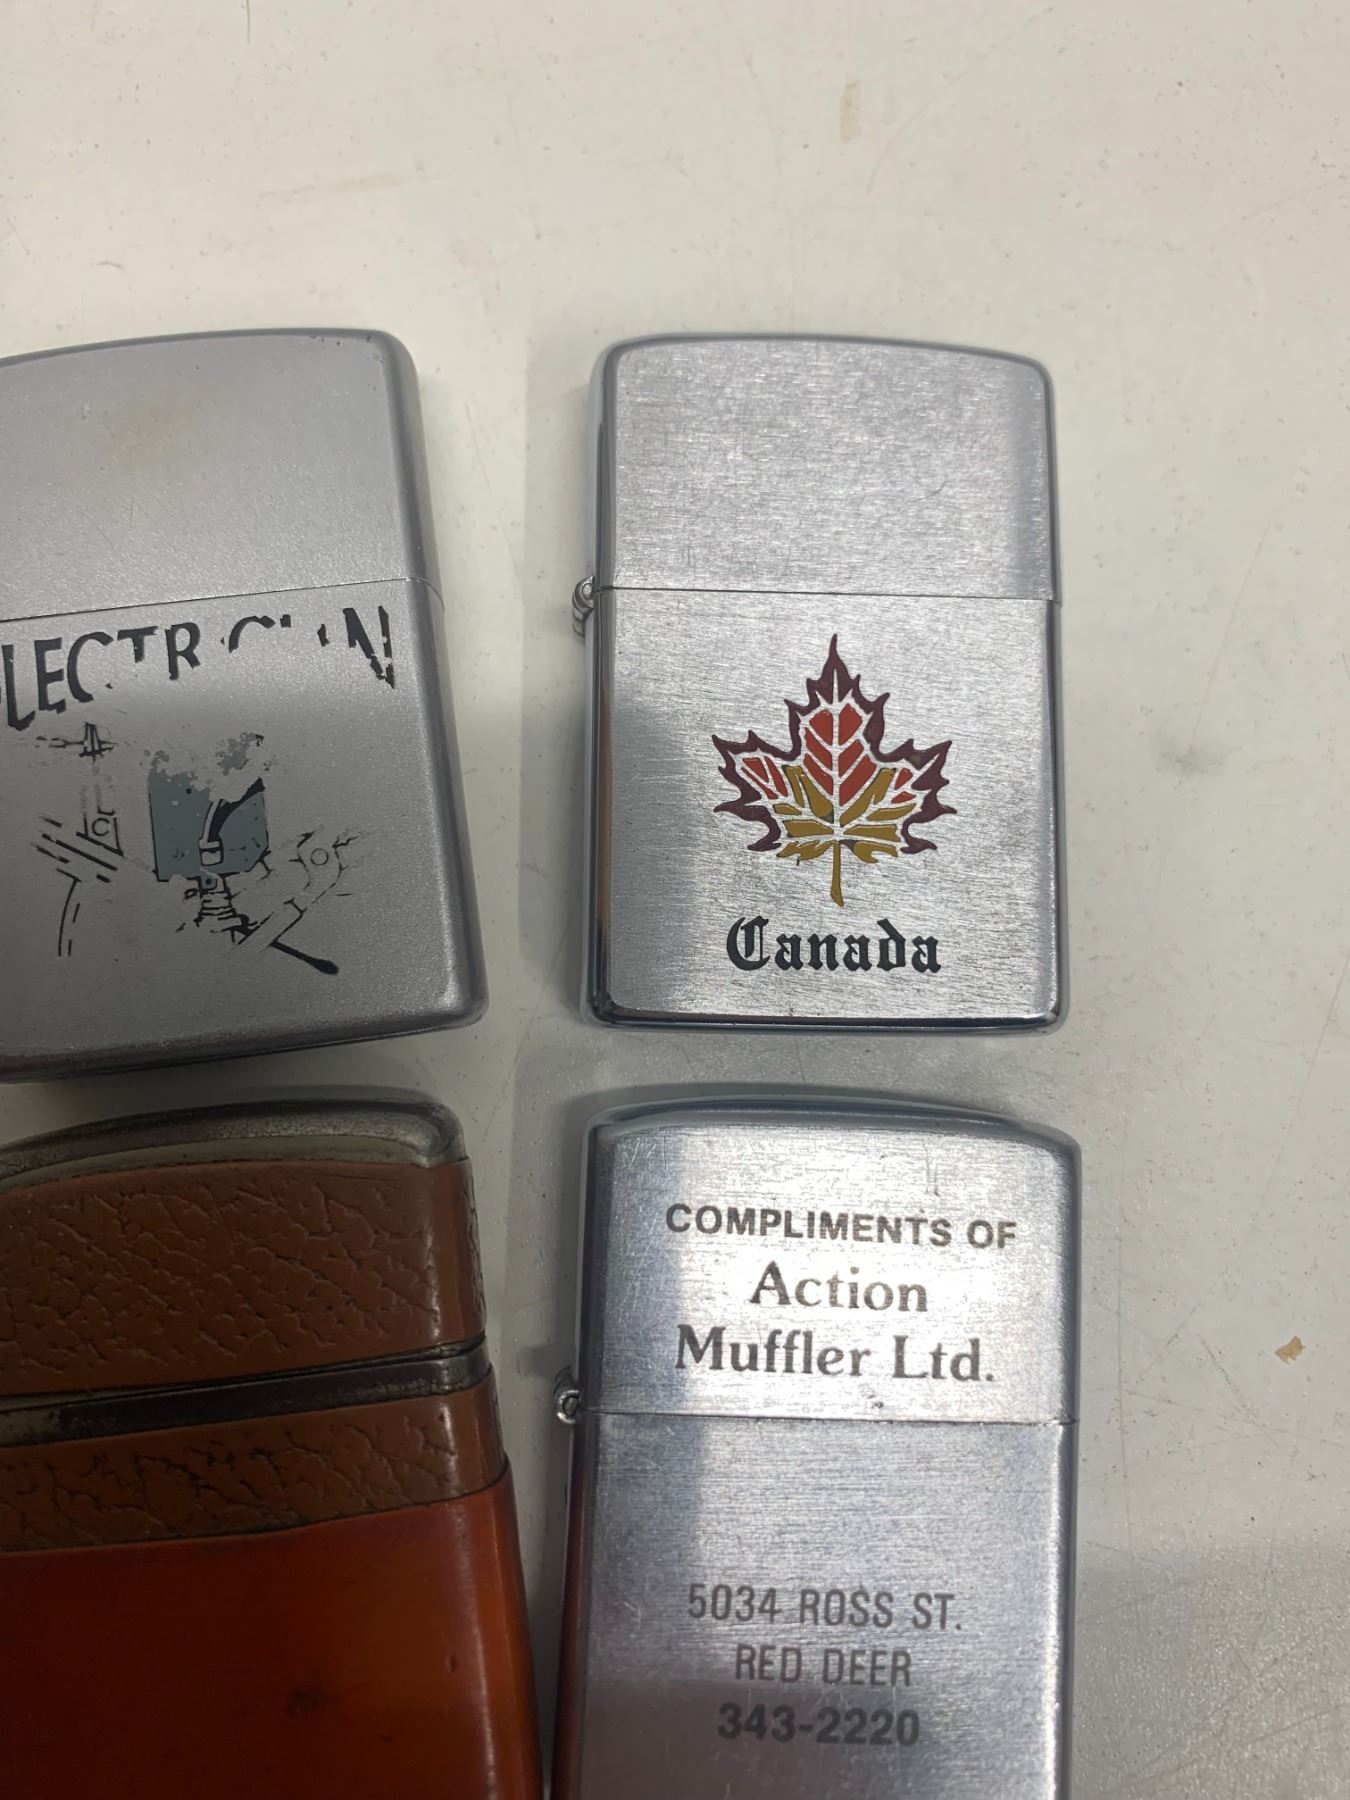 Canada
COMPLIMENTS OF
Action
Muffler Ltd.
5034 ROSS ST.
RED DEER
343-2220